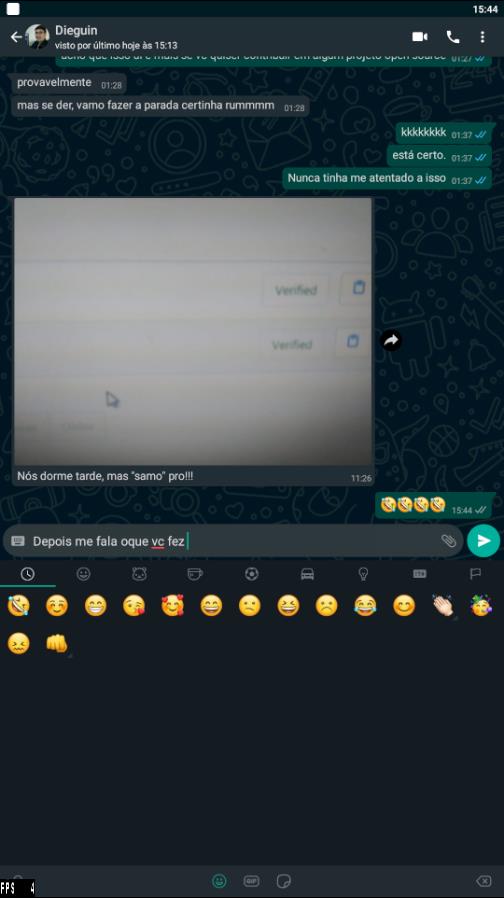 15:44
Dieguin
visto por último hoje às 15:13
acho que isso aí é mais se vc quiser contribuir em algum projeto open source 01:27
provavelmente 01:28
mas se der, vamo fazer a parada certinha rummmm 01:28
kkkkkkkk 01:37
está certo. 01:37
Nunca tinha me atentado a isso 01:37
Verified
Verified
Nós dorme tarde, mas "samo" pro!!! 11:26
🤣🤣🤣🤣 15:44
Depois me fala oque vc fez
GIF
FPS 4